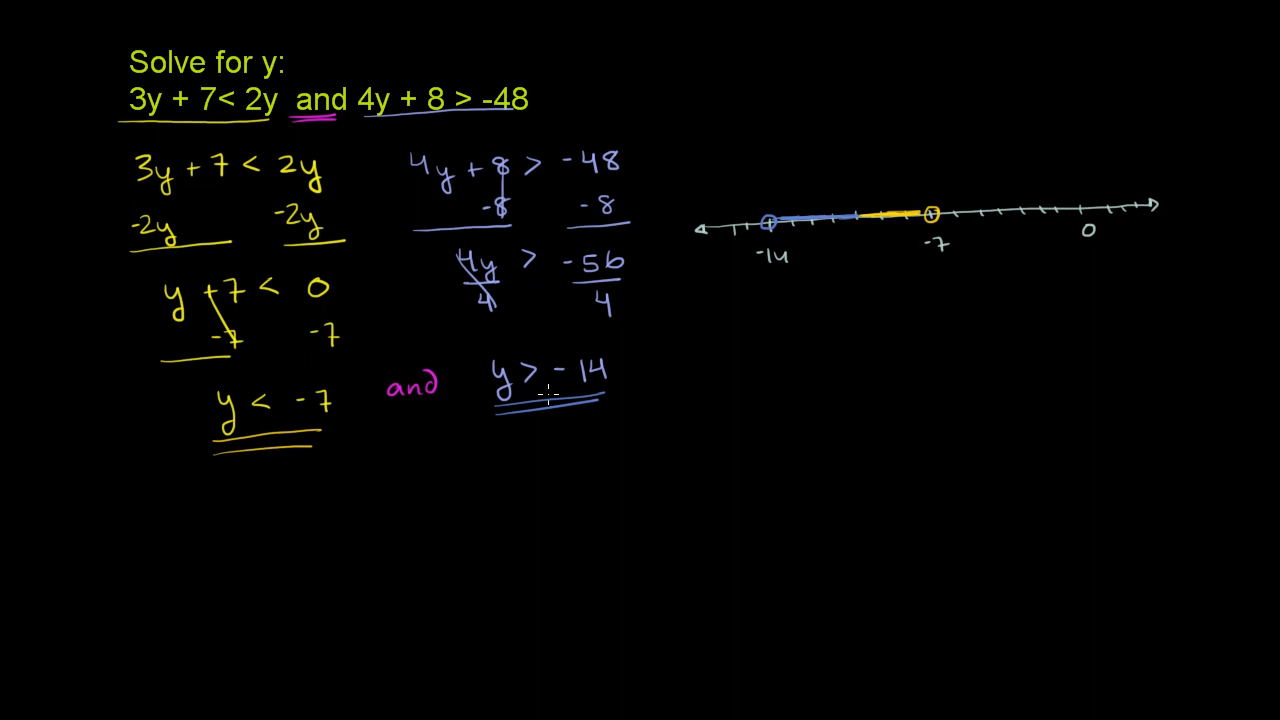 Solve for y:
3y + 7< 2y and 4y + 8 > -48
3y + 7 < 2y
-2y -2y
y + 7 < 0
-7 -7
y < -7
and
4y + 8 > -48
-8 -8
4y > -56
4 4
y > -14
-14 -7 0